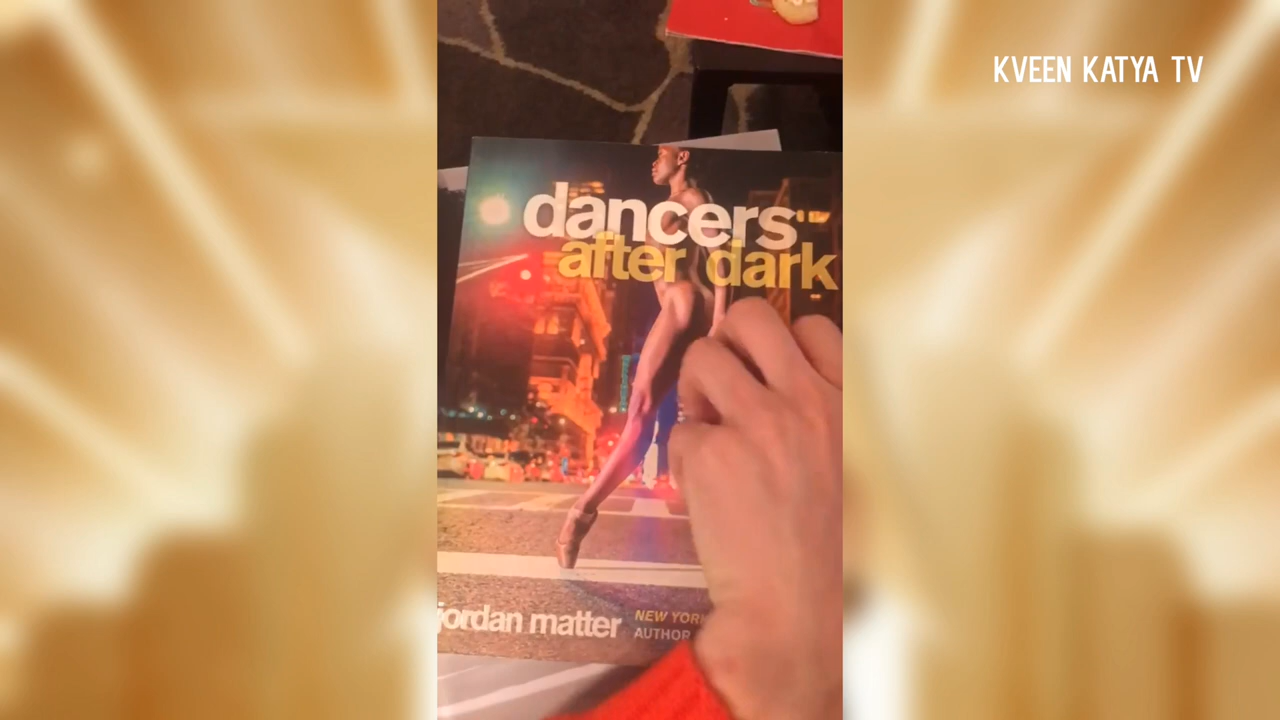 KVEEN KATYA TV
dancers
after dark
jordan matter
NEW YORK
AUTHOR